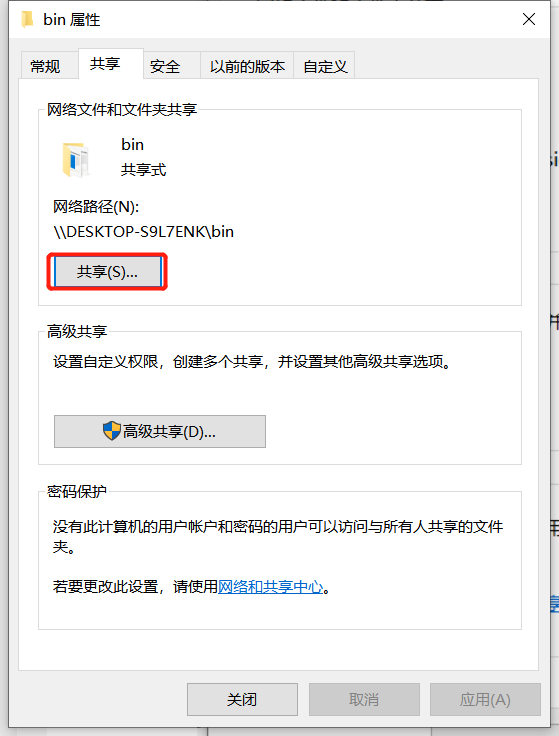 bin 属性
常规
共享
安全
以前的版本
自定义
网络文件和文件夹共享
bin
共享式
网络路径(N):
\\DESKTOP-S9L7ENK\bin
共享(S)...
高级共享
设置自定义权限，创建多个共享，并设置其他高级共享选项。
高级共享(D)...
密码保护
没有此计算机的用户帐户和密码的用户可以访问与所有人共享的文件
夹。
若要更改此设置，请使用网络和共享中心。
关闭
取消
应用(A)